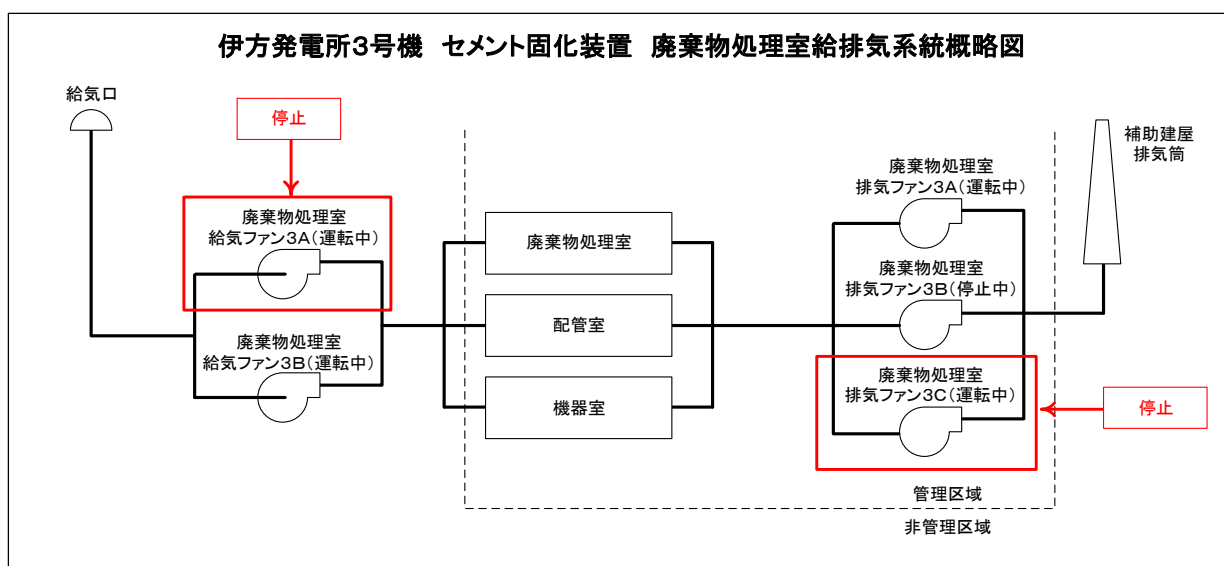 伊方発電所3号機 セメント固化装置 廃棄物処理室給排気系統概略図
給気口
停止
廃棄物処理室
給気ファン3A(運転中)
廃棄物処理室
給気ファン3B(運転中)
廃棄物処理室
配管室
機器室
廃棄物処理室
排気ファン3A(運転中)
廃棄物処理室
排気ファン3B(停止中)
廃棄物処理室
排気ファン3C(運転中)
停止
補助建屋
排気筒
管理区域
非管理区域